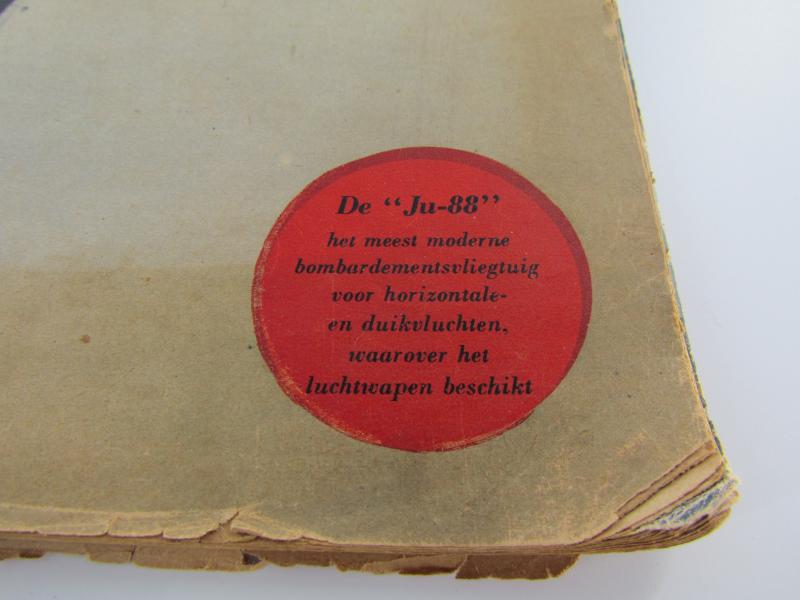 De “Ju-88”
het meest moderne
bombardementsvliegtuig
voor horizontale-
en duikvluchten,
waarover het
luchtwapen beschikt